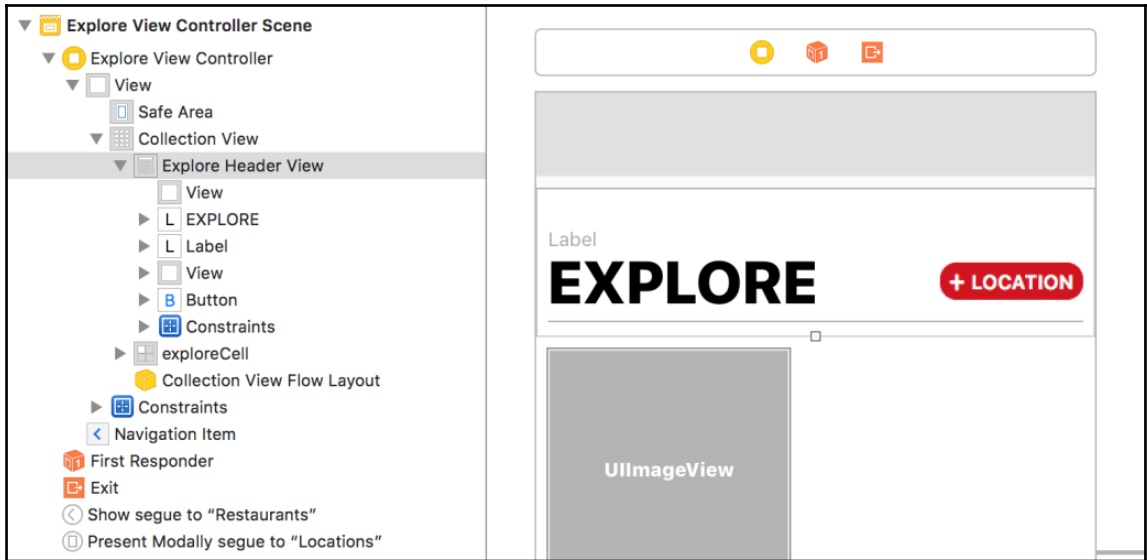 Explore View Controller Scene
Explore View Controller
View
Safe Area
Collection View
Explore Header View
View
L EXPLORE
L Label
View
B Button
Constraints
exploreCell
Collection View Flow Layout
Constraints
Navigation Item
First Responder
Exit
Show segue to “Restaurants”
Present Modally segue to “Locations”
Label
EXPLORE
+ LOCATION
UIImageView